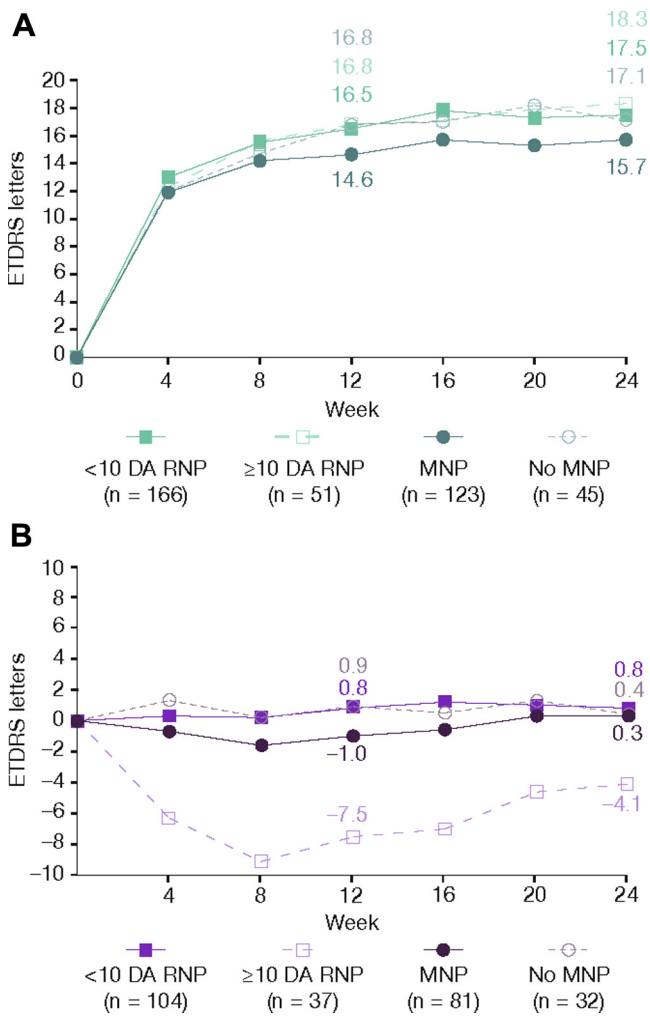 A
18.3
16.8
17.5
16.8
17.1
16.5
20
18
16
14
12
10
8
6
4
2
0
ETDRS letters
14.6
15.7
0
4
8
12
16
20
24
Week
<10 DA RNP
(n = 166)
≥10 DA RNP
(n = 51)
MNP
(n = 123)
No MNP
(n = 45)
B
10
8
6
4
2
0
−2
−4
−6
−8
−10
ETDRS letters
0.9
0.8
−1.0
−7.5
0.8
0.4
0.3
−4.1
4
8
12
16
20
24
Week
<10 DA RNP
(n = 104)
≥10 DA RNP
(n = 37)
MNP
(n = 81)
No MNP
(n = 32)